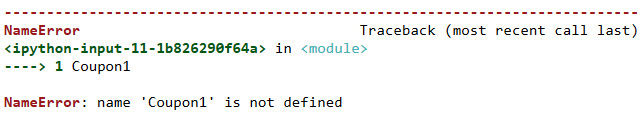 ---------------------------------------------------------------------------
NameError                                 Traceback (most recent call last)
<ipython-input-11-1b826290f64a> in <module>
----> 1 Coupon1

NameError: name 'Coupon1' is not defined